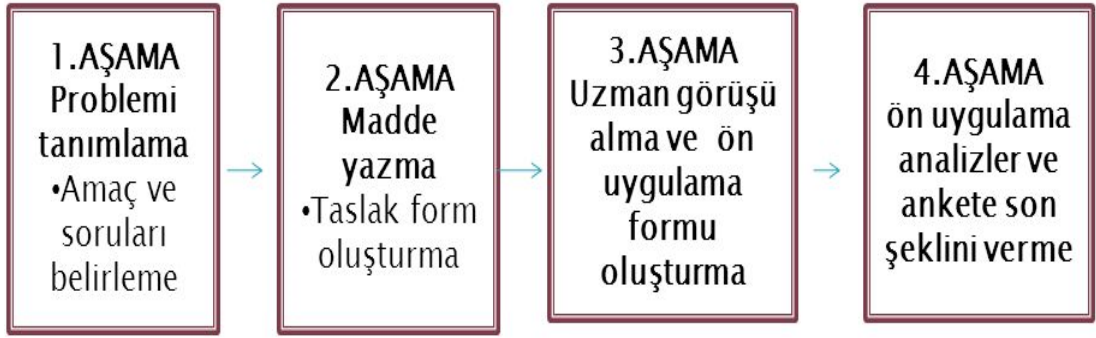 1.AŞAMA
Problemi
tanımlama
•Amaç ve
soruları
belirleme
2.AŞAMA
Madde
yazma
•Taslak form
oluşturma
3.AŞAMA
Uzman görüşü
alma ve ön
uygulama
formu
oluşturma
4.AŞAMA
ön uygulama
analizler ve
ankete son
şeklini verme